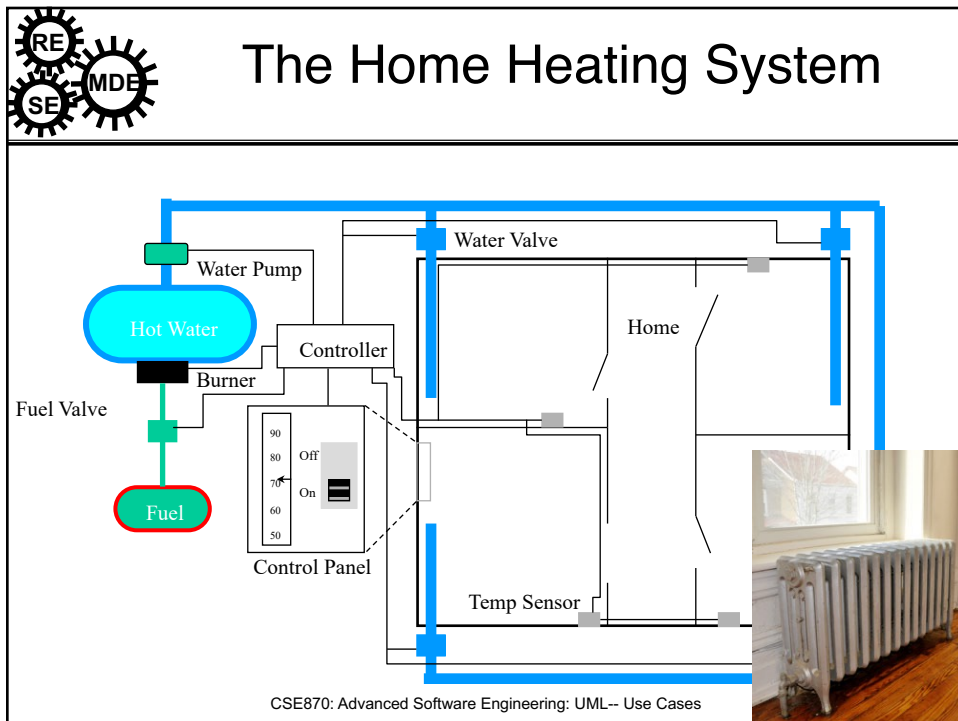 RE
MDE
SE
The Home Heating System
Water Valve
Water Pump
Hot Water
Home
Controller
Burner
Fuel Valve
90
80
Off
70
On
60
Fuel
50
Control Panel
Temp Sensor
CSE870: Advanced Software Engineering: UML-- Use Cases